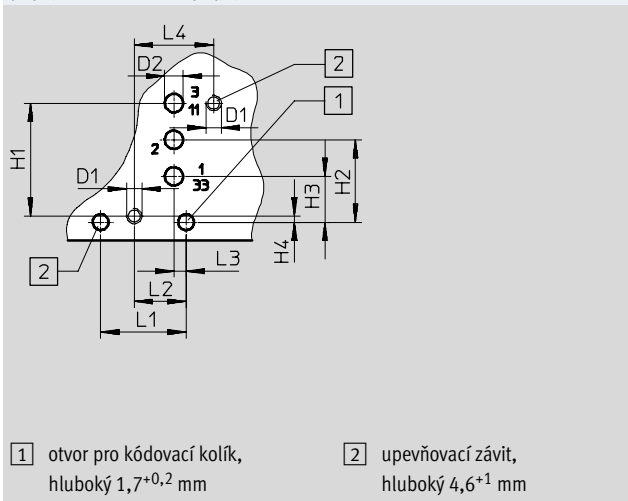 L4
D2
2
3
11
1
D1
2
H1
1
33
D1
H3
H2
H4
2
L3
L2
L1
1 otvor pro kódovací kolík,
hluboký 1,7+0,2 mm
2 upevňovací závit,
hluboký 4,6+1 mm